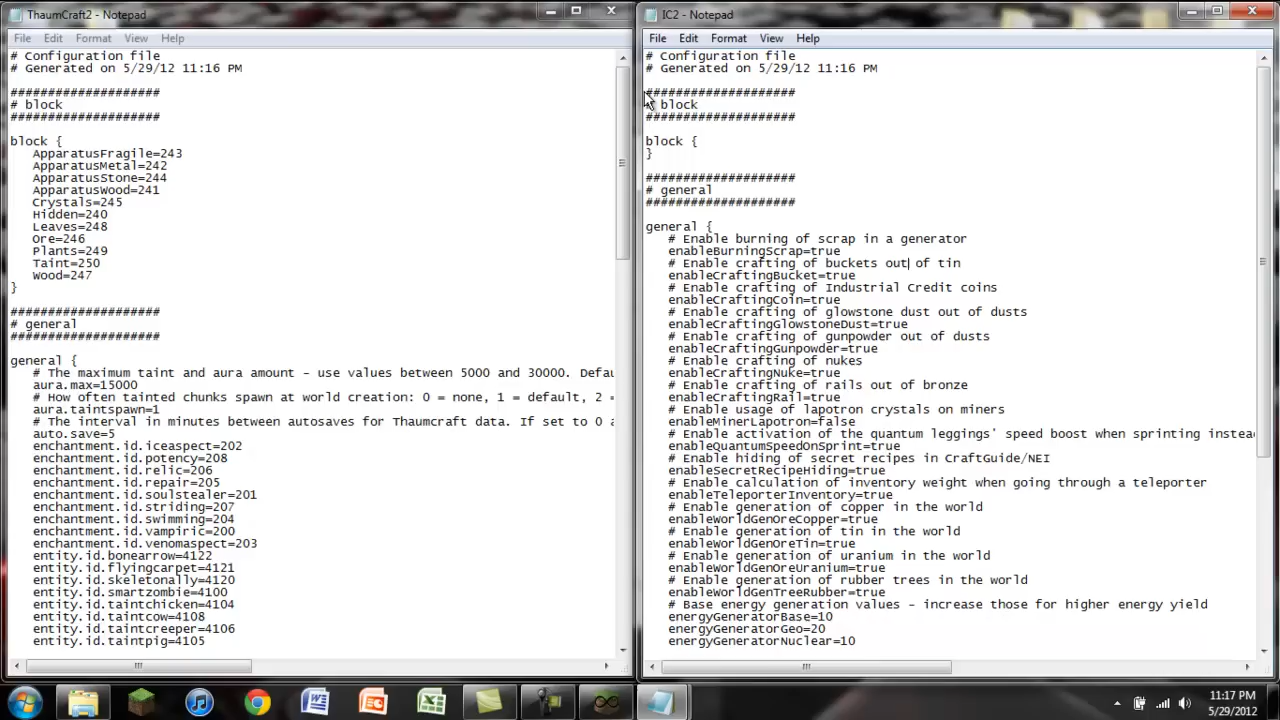 ThaumCraft2 - Notepad
File Edit Format View Help
# Configuration file
# Generated on 5/29/12 11:16 PM
####################
# block
####################
block {
ApparatusFragile=243
ApparatusMetal=242
ApparatusStone=244
ApparatusWood=241
Crystals=245
Hidden=240
Leaves=248
Ore=246
Plants=249
Taint=250
Wood=247
}
####################
# general
####################
general {
# The maximum taint and aura amount - use values between 5000 and 30000. Defau
aura.max=15000
# How often tainted chunks spawn at world creation: 0 = none, 1 = default, 2 =
aura.taintspawn=1
# The interval in minutes between autosaves for Thaumcraft data. If set to 0 a
auto.save=5
enchantment.id.iceaspect=202
enchantment.id.potency=208
enchantment.id.relic=206
enchantment.id.repair=205
enchantment.id.soulstealer=201
enchantment.id.striding=207
enchantment.id.swimming=204
enchantment.id.vampiric=200
enchantment.id.venomaspect=203
entity.id.bonearrow=4122
entity.id.flyingcarpet=4121
entity.id.skeletonally=4120
entity.id.smartzombie=4100
entity.id.taintchicken=4104
entity.id.taintcow=4108
entity.id.taintcreeper=4106
entity.id.taintpig=4105
IC2 - Notepad
File Edit Format View Help
# Configuration file
# Generated on 5/29/12 11:16 PM
####################
# block
####################
block {
}
####################
# general
####################
general {
# Enable burning of scrap in a generator
enableBurningScrap=true
# Enable crafting of buckets out of tin
enableCraftingBucket=true
# Enable crafting of Industrial Credit coins
enableCraftingCoin=true
# Enable crafting of glowstone dust out of dusts
enableCraftingGlowstoneDust=true
# Enable crafting of gunpowder out of dusts
enableCraftingGunpowder=true
# Enable crafting of nukes
enableCraftingNuke=true
# Enable crafting of rails out of bronze
enableCraftingRail=true
# Enable usage of lapotron crystals on miners
enableMinerLapotron=false
# Enable activation of the quantum leggings' speed boost when sprinting instea
enableQuantumSpeedOnSprint=true
# Enable hiding of secret recipes in CraftGuide/NEI
enableSecretRecipeHiding=true
# Enable calculation of inventory weight when going through a teleporter
enableTeleporterInventory=true
# Enable generation of copper in the world
enableWorldGenOreCopper=true
# Enable generation of tin in the world
enableWorldGenOreTin=true
# Enable generation of uranium in the world
enableWorldGenOreUranium=true
# Enable generation of rubber trees in the world
enableWorldGenTreeRubber=true
# Base energy generation values - increase those for higher energy yield
energyGeneratorBase=10
energyGeneratorGeo=20
energyGeneratorNuclear=10
11:17 PM
5/29/2012